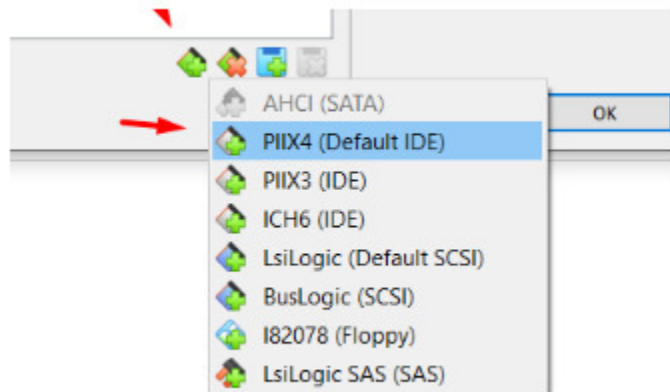 AHCI (SATA)
OK
PIIX4 (Default IDE)
PIIX3 (IDE)
ICH6 (IDE)
LsiLogic (Default SCSI)
BusLogic (SCSI)
I82078 (Floppy)
LsiLogic SAS (SAS)